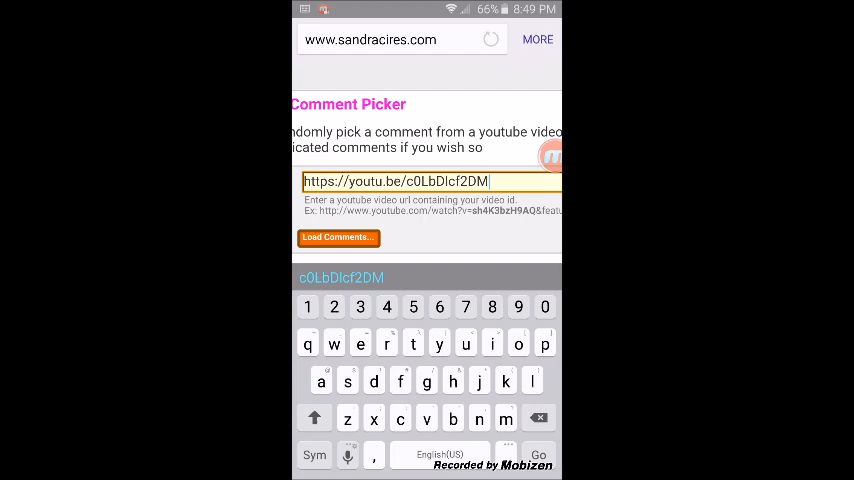 66% 8:49 PM
www.sandracires.com MORE
Comment Picker
ndomly pick a comment from a youtube video
icated comments if you wish so
https://youtu.be/c0LbDlcf2DM
Enter a youtube video url containing your video id.
Ex: http://www.youtube.com/watch?v=sh4K3bzH9AQ&featu
Load Comments...
c0LbDlcf2DM
1 2 3 4 5 6 7 8 9 0
q w e r t y u i o p
a s d f g h j k l
z x c v b n m
Sym , English(US) Go
Recorded by Mobizen